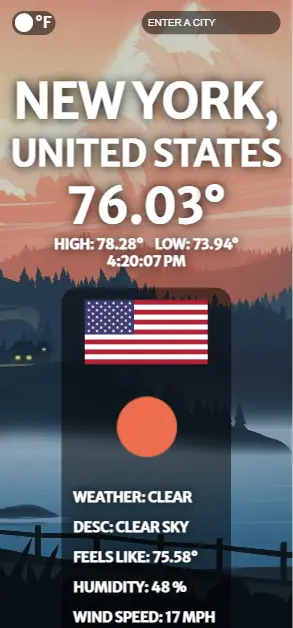 °F
ENTER A CITY
NEW YORK,
UNITED STATES
76.03°
HIGH: 78.28° LOW: 73.94°
4:20:07 PM
WEATHER: CLEAR
DESC: CLEAR SKY
FEELS LIKE: 75.58°
HUMIDITY: 48 %
WIND SPEED: 17 MPH